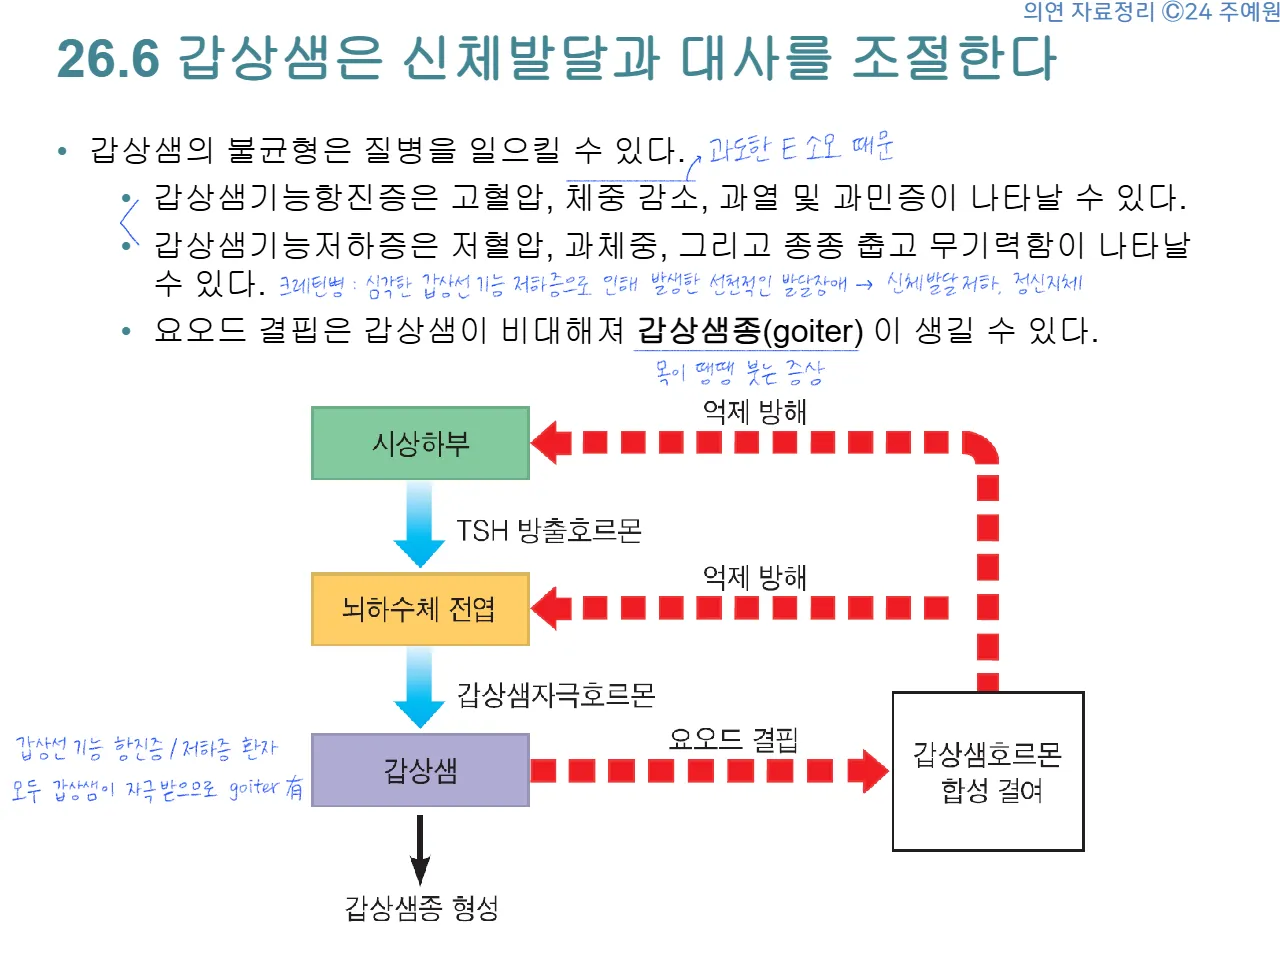 의연 자료정리 ©24 주예원
26.6 갑상샘은 신체발달과 대사를 조절한다
• 갑상샘의 불균형은 질병을 일으킬 수 있다.
과도한 E 소모 때문
• 갑상샘기능항진증은 고혈압, 체중 감소, 과열 및 과민증이 나타날 수 있다.
• 갑상샘기능저하증은 저혈압, 과체중, 그리고 종종 춥고 무기력함이 나타날
수 있다.
크레틴병 : 심각한 갑상선 기능 저하증으로 인해 발생한 선천적인 발달장애 → 신체발달 저하, 정신지체
• 요오드 결핍은 갑상샘이 비대해져 갑상샘종(goiter) 이 생길 수 있다.
목이 땡땡 붓는 증상
억제 방해
시상하부
TSH 방출호르몬
억제 방해
뇌하수체 전엽
갑상샘자극호르몬
요오드 결핍
갑상선 기능 항진증 / 저하증 환자
모두 갑상샘이 자극 받으므로 goiter 有
갑상샘
갑상샘호르몬
합성 결여
갑상샘종 형성